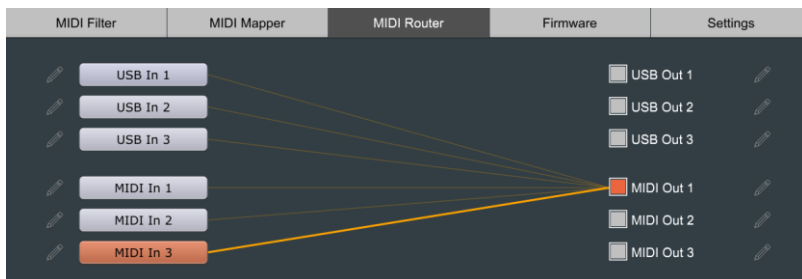 MIDI Filter
MIDI Mapper
MIDI Router
Firmware
Settings
USB In 1
USB Out 1
USB In 2
USB Out 2
USB In 3
USB Out 3
MIDI In 1
MIDI Out 1
MIDI In 2
MIDI Out 2
MIDI In 3
MIDI Out 3